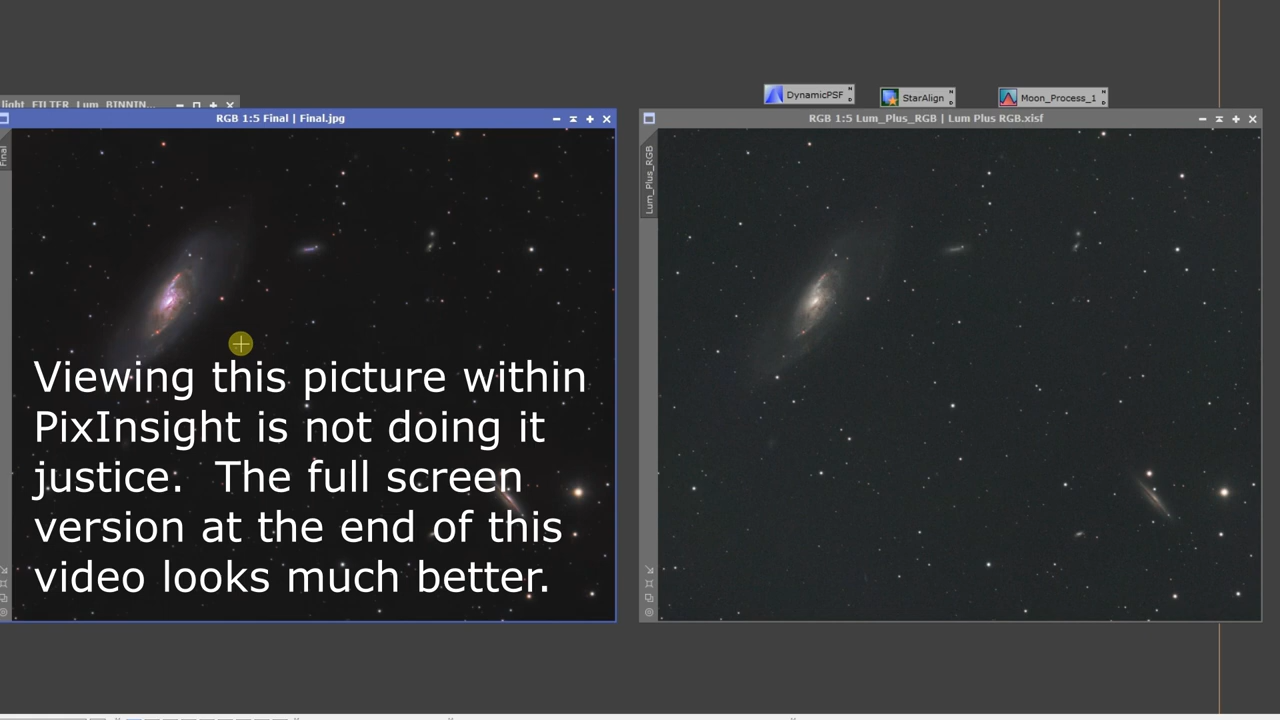 DynamicPSF
StarAlign
Moon_Process_1
light_FILTER_Lum_BINNIN...
RGB 1:5 Final | Final.jpg
RGB 1:5 Lum_Plus_RGB | Lum Plus RGB.xisf
Final
Lum_Plus_RGB
Viewing this picture within
PixInsight is not doing it
justice. The full screen
version at the end of this
video looks much better.